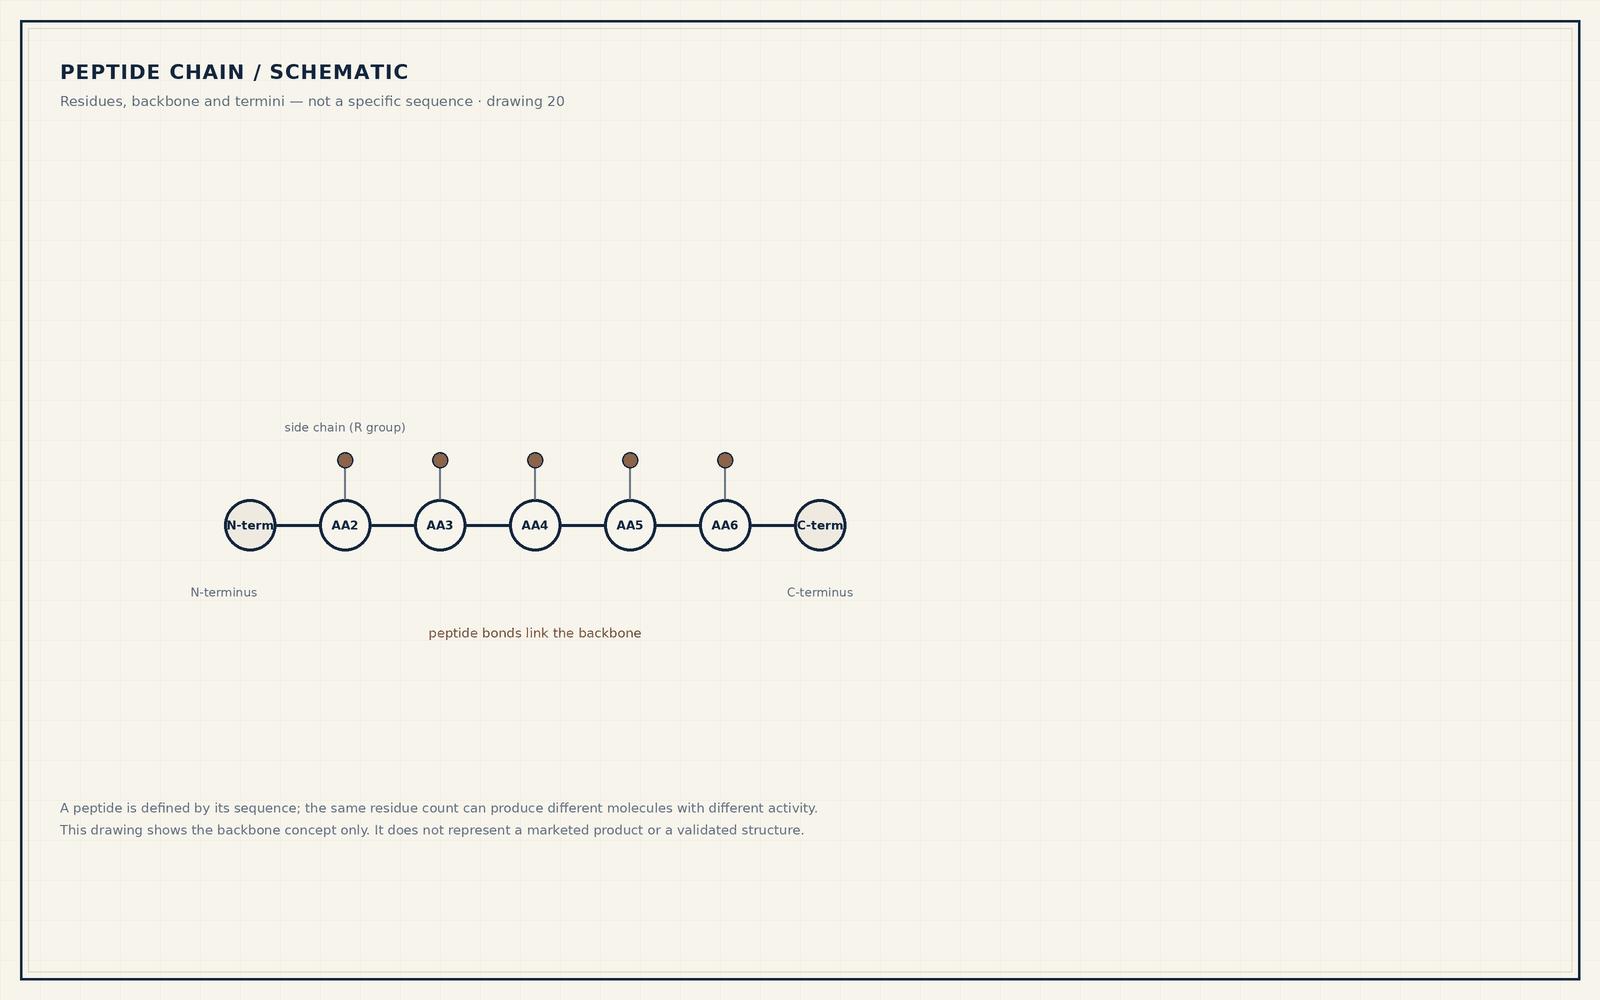 PEPTIDE CHAIN / SCHEMATIC
Residues, backbone and termini — not a specific sequence · drawing 20
side chain (R group)
N-term AA2 AA3 AA4 AA5 AA6 C-term
N-terminus C-terminus
peptide bonds link the backbone
A peptide is defined by its sequence; the same residue count can produce different molecules with different activity.
This drawing shows the backbone concept only. It does not represent a marketed product or a validated structure.